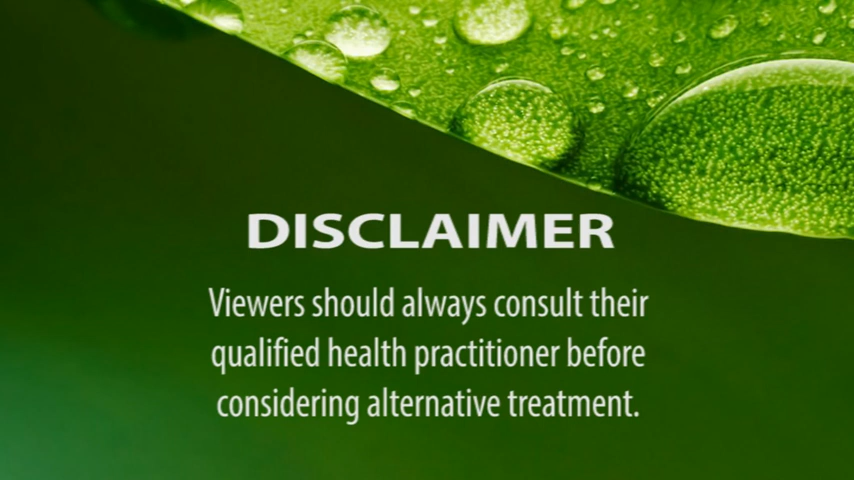 DISCLAIMER
Viewers should always consult their
qualified health practitioner before
considering alternative treatment.